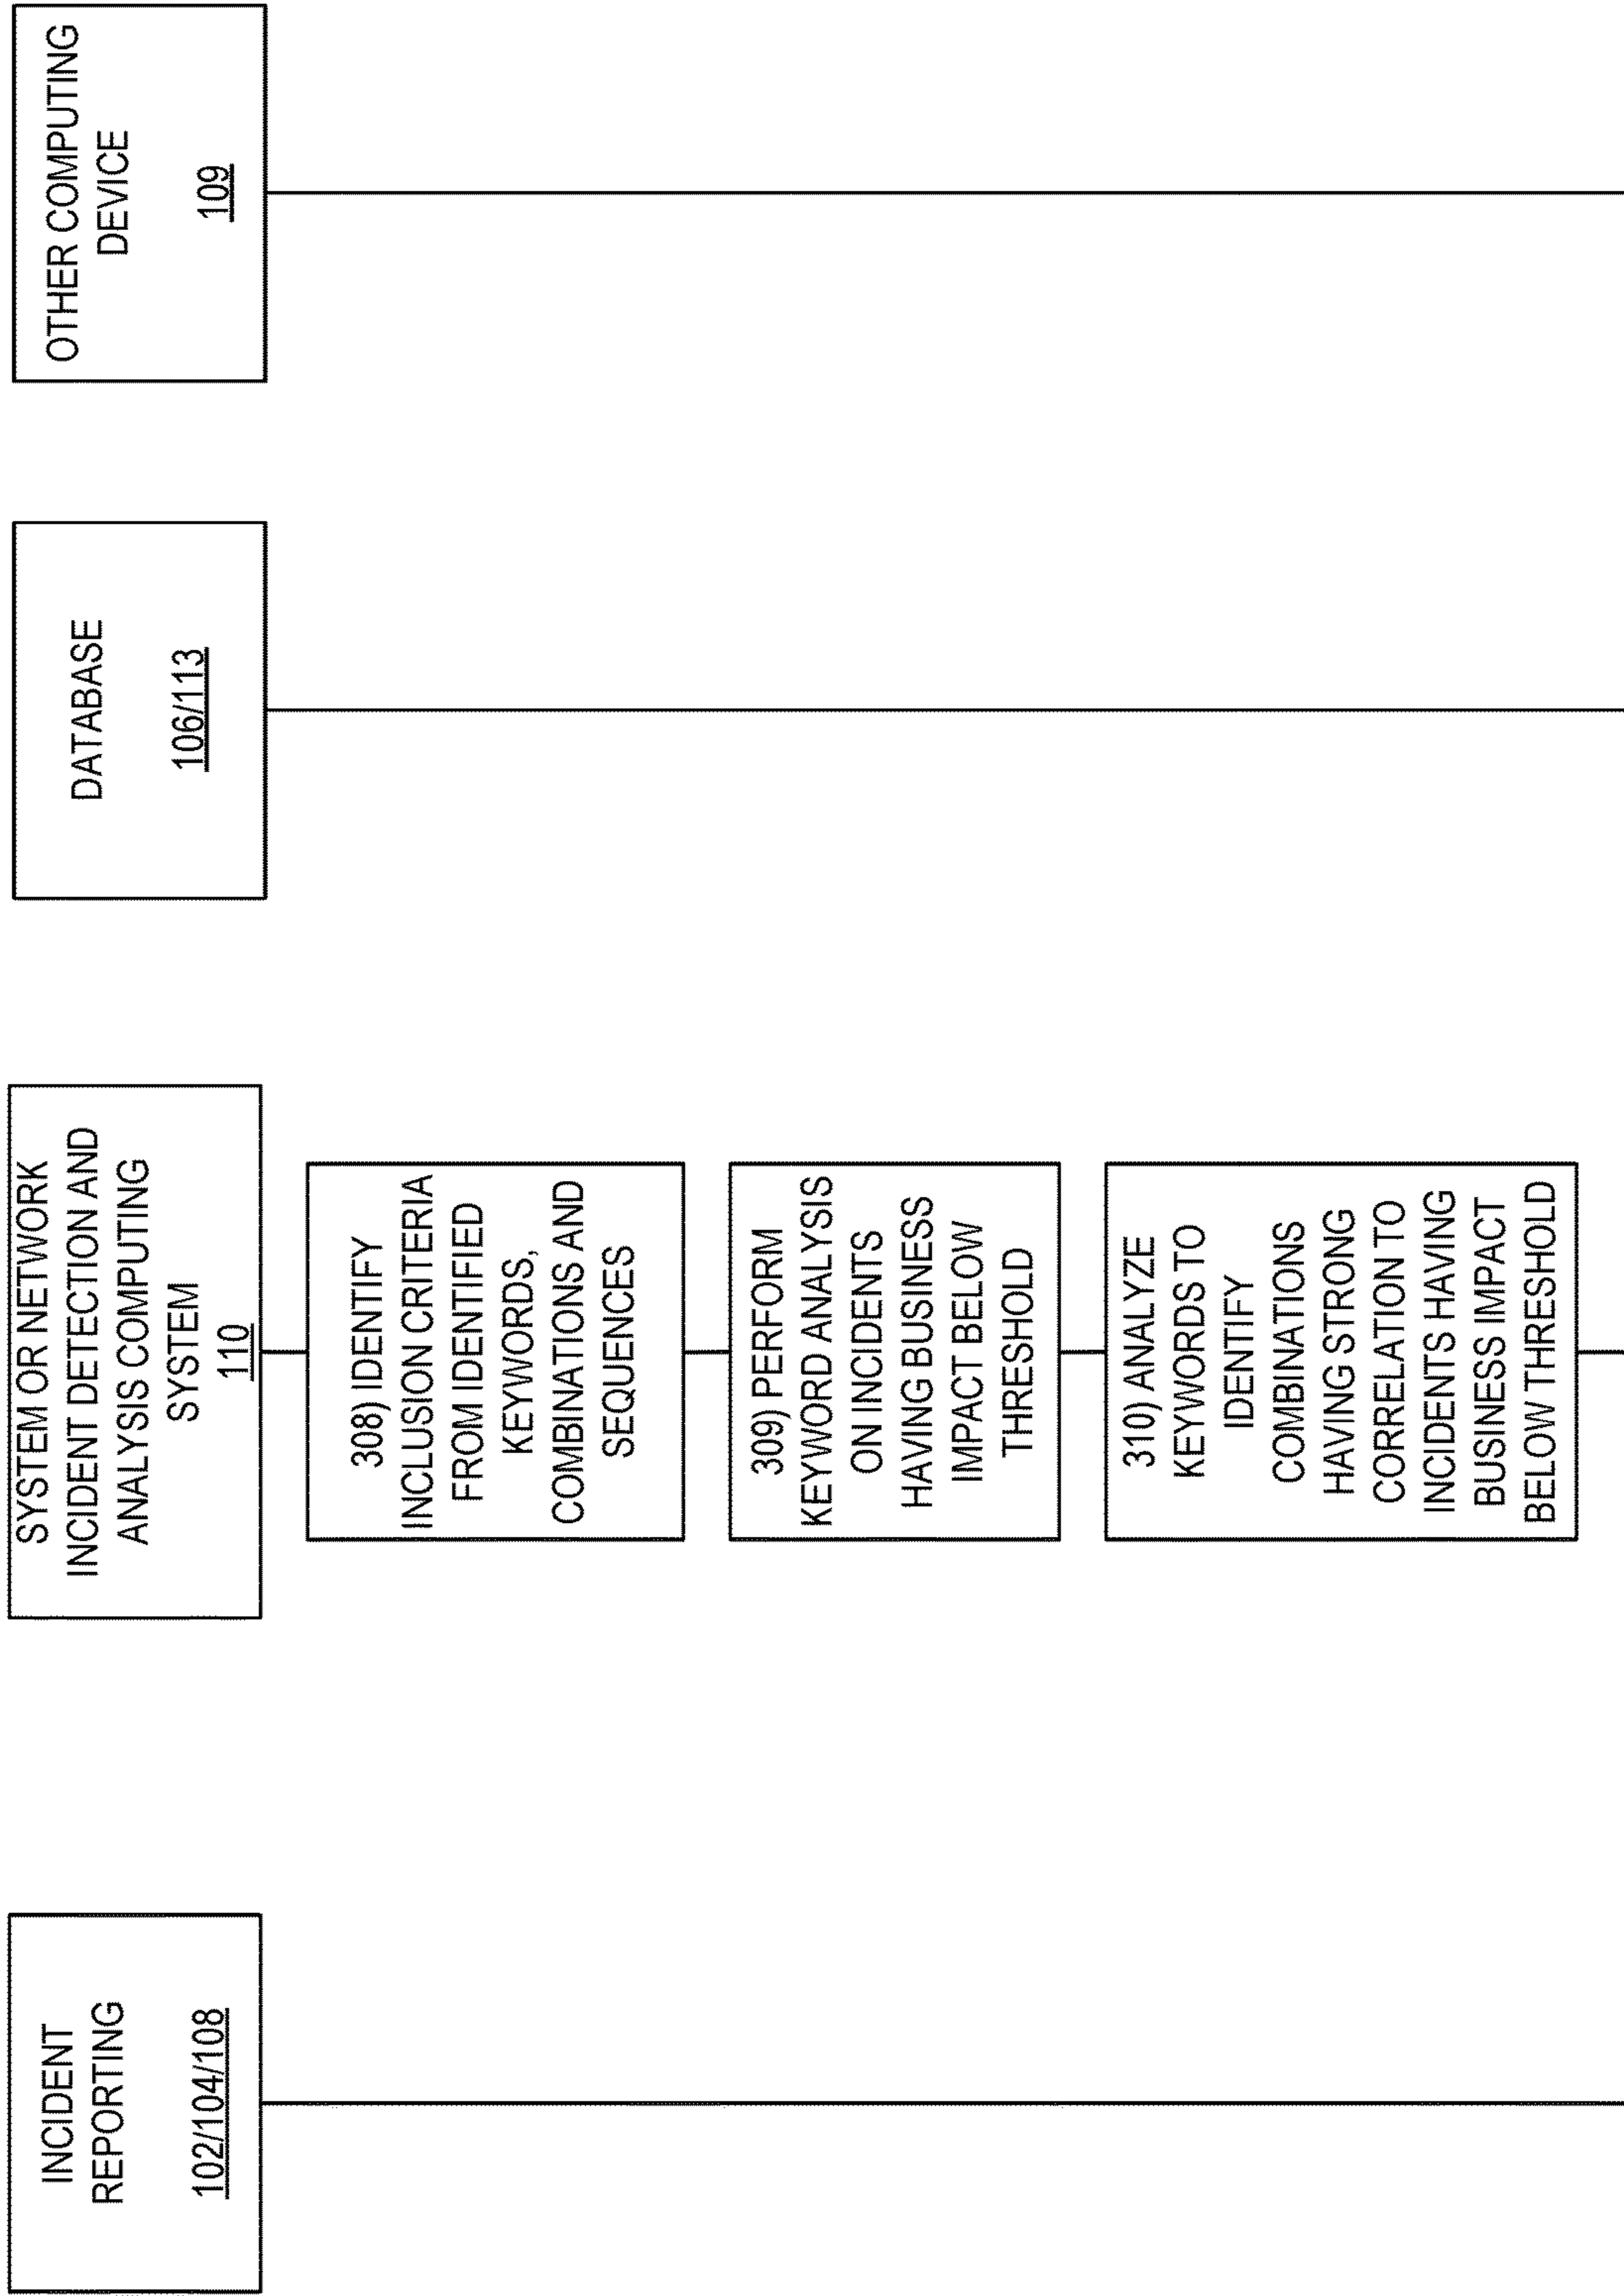 INCIDENT
REPORTING
102/104/108
SYSTEM OR NETWORK
INCIDENT DETECTION AND
ANALYSIS COMPUTING
SYSTEM
110
DATABASE
106/113
OTHER COMPUTING
DEVICE
109
308) IDENTIFY
INCLUSION CRITERIA
FROM IDENTIFIED
KEYWORDS,
COMBINATIONS AND
SEQUENCES
309) PERFORM
KEYWORD ANALYSIS
ON INCIDENTS
HAVING BUSINESS
IMPACT BELOW
THRESHOLD
310) ANALYZE
KEYWORDS TO
IDENTIFY
COMBINATIONS
HAVING STRONG
CORRELATION TO
INCIDENTS HAVING
BUSINESS IMPACT
BELOW THRESHOLD